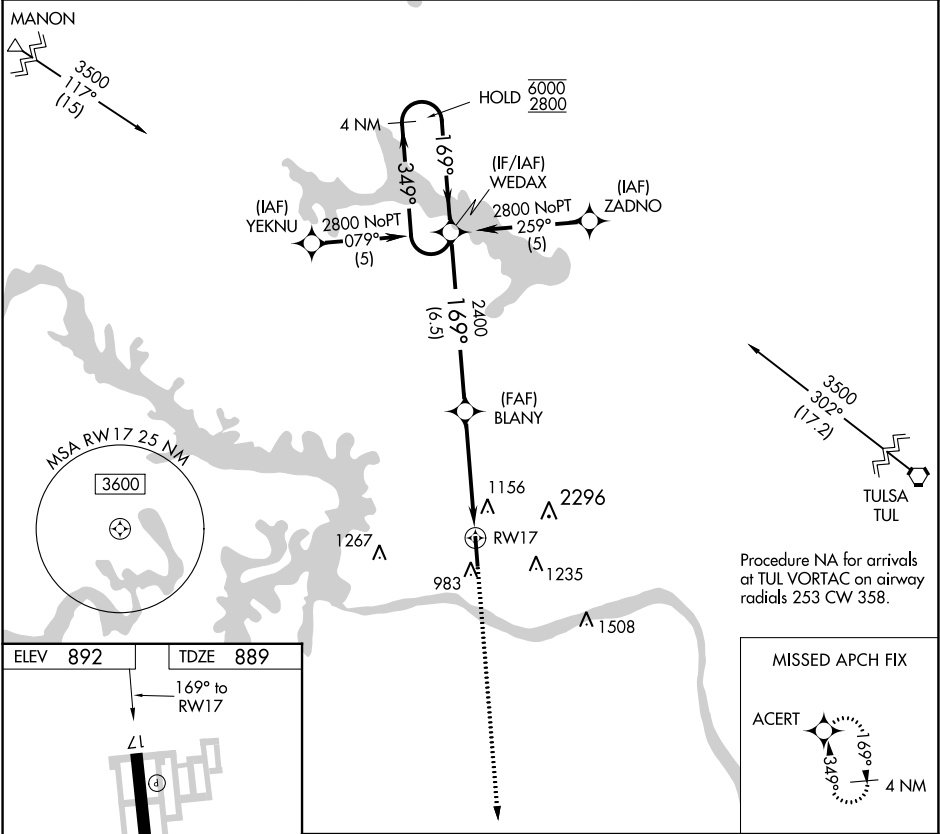 MANON
3500
117°
(15)
HOLD 6000
2800
4 NM
169°
349°
(IF/IAF)
WEDAX
(IAF)
ZADNO
2800 NoPT
259°
(5)
(IAF)
YEKNU
2800 NoPT
079°
(5)
2400
169°
(6.5)
(FAF)
BLANY
3500
302°
(17.2)
TULSA
TUL
MSA RW17 25 NM
3600
1156
2296
RW17
1267
983
1235
1508
Procedure NA for arrivals
at TUL VORTAC on airway
radials 253 CW 358.
ELEV 892
TDZE 889
169° to
RW17
17
P
MISSED APCH FIX
ACERT
169°
349°
4 NM